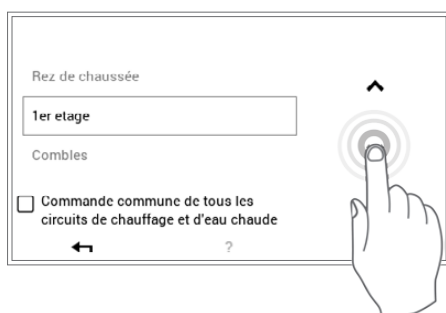 Rez de chaussée
1er etage
Combles
Commande commune de tous les
circuits de chauffage et d'eau chaude
?